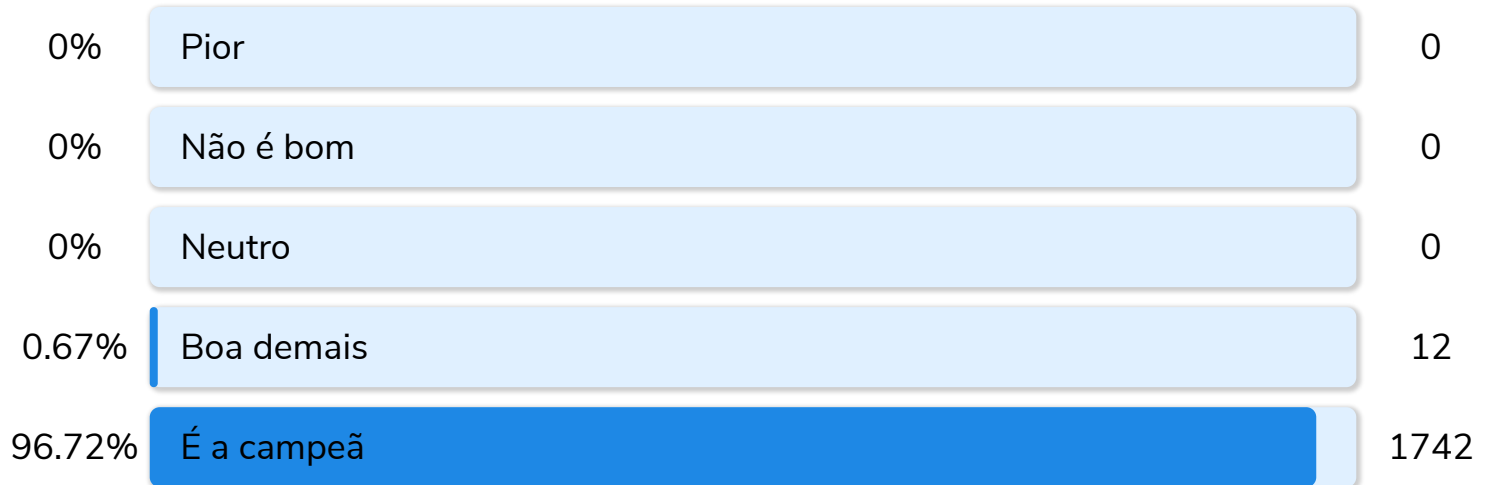 0% Pior 0
0% Não é bom 0
0% Neutro 0
0.67% Boa demais 12
96.72% É a campeã 1742